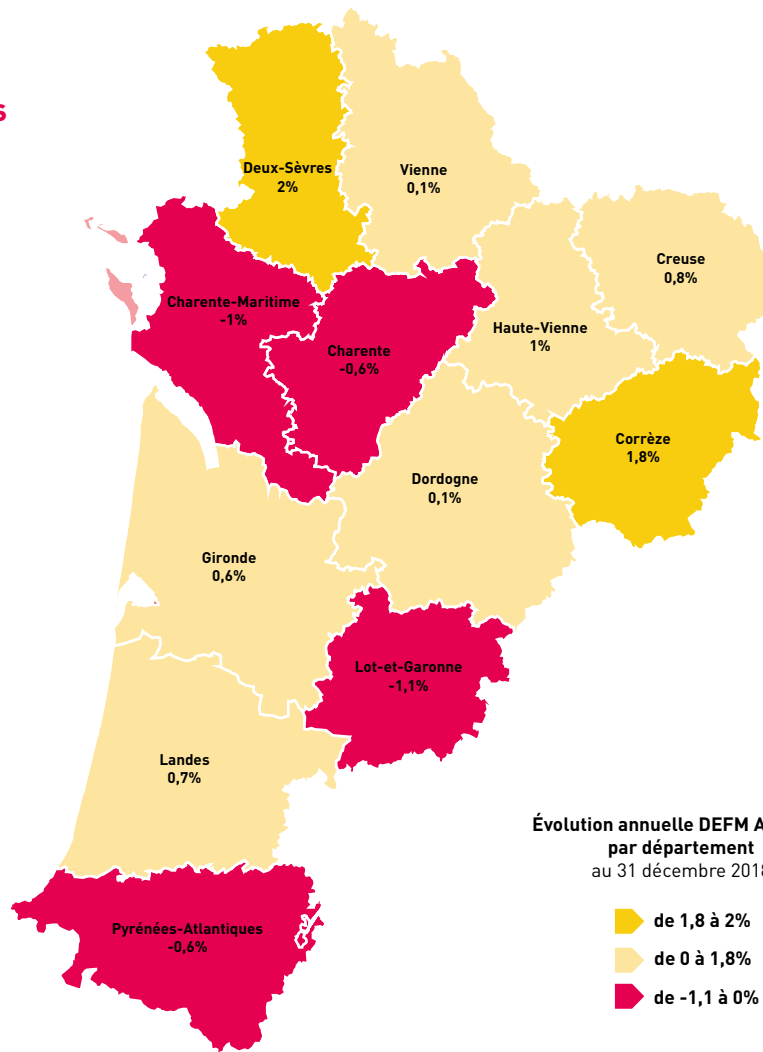 s
Deux-Sèvres
2%
Vienne
0,1%
Creuse
0,8%
Charente-Maritime
-1%
Haute-Vienne
1%
Charente
-0,6%
Corrèze
1,8%
Dordogne
0,1%
Gironde
0,6%
Lot-et-Garonne
-1,1%
Landes
0,7%
Pyrénées-Atlantiques
-0,6%
Évolution annuelle DEFM A
par département
au 31 décembre 2018
de 1,8 à 2%
de 0 à 1,8%
de -1,1 à 0%